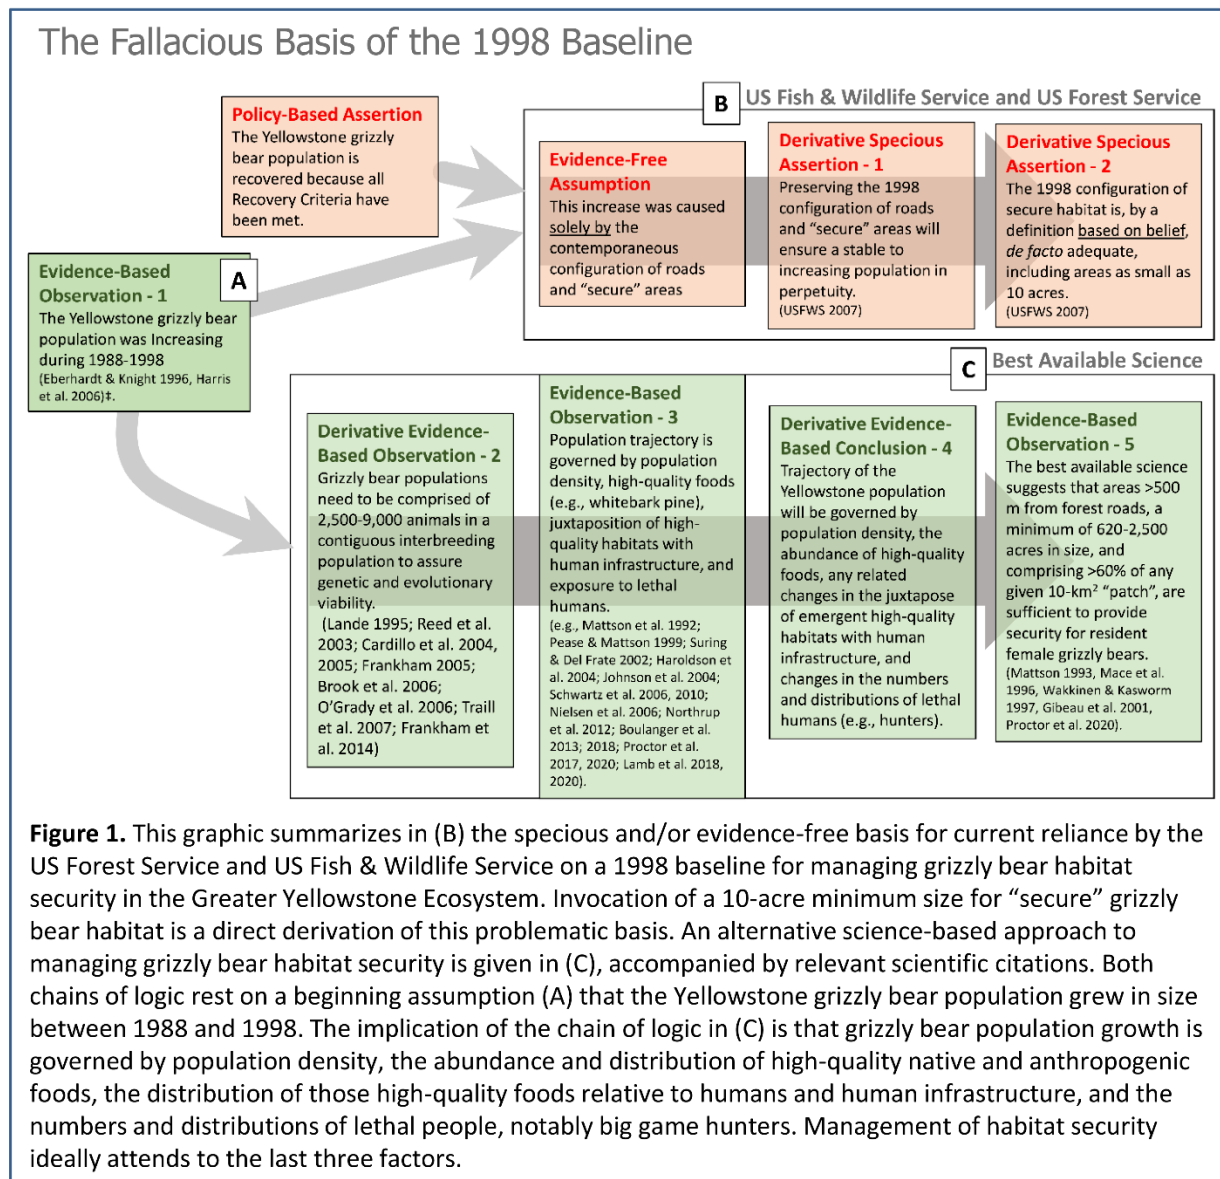 The Fallacious Basis of the 1998 Baseline
B
US Fish & Wildlife Service and US Forest Service
Policy-Based Assertion
The Yellowstone grizzly
bear population is
recovered because all
Recovery Criteria have
been met.
Evidence-Free
Assumption
This increase was caused
solely by the
contemporaneous
configuration of roads
and “secure” areas
Derivative Specious
Assertion - 1
Preserving the 1998
configuration of roads
and “secure” areas will
ensure a stable to
increasing population in
perpetuity.
(USFWS 2007)
Derivative Specious
Assertion - 2
The 1998 configuration of
secure habitat is, by a
definition based on belief,
de facto adequate,
including areas as small as
10 acres.
(USFWS 2007)
A
Evidence-Based
Observation - 1
The Yellowstone grizzly bear
population was Increasing
during 1988-1998
(Eberhardt & Knight 1996, Harris
et al. 2006)‡.
C
Best Available Science
Derivative Evidence-
Based Observation - 2
Grizzly bear populations
need to be comprised of
2,500-9,000 animals in a
contiguous interbreeding
population to assure
genetic and evolutionary
viability.
(Lande 1995; Reed et al.
2003; Cardillo et al. 2004,
2005; Frankham 2005;
Brook et al. 2006;
O’Grady et al. 2006; Traill
et al. 2007; Frankham et
al. 2014)
Evidence-Based
Observation - 3
Population trajectory is
governed by population
density, high-quality foods
(e.g., whitebark pine),
juxtaposition of high-
quality habitats with
human infrastructure, and
exposure to lethal
humans.
(e.g., Mattson et al. 1992;
Pease & Mattson 1999; Suring
& Del Frate 2002; Haroldson
et al. 2004; Johnson et al. 2004;
Schwartz et al. 2006, 2010;
Nielsen et al. 2006; Northrup
et al. 2012; Boulanger et al.
2013; 2018; Proctor et al.
2017, 2020; Lamb et al. 2018,
2020).
Derivative Evidence-
Based Conclusion - 4
Trajectory of the
Yellowstone population
will be governed by
population density, the
abundance of high-quality
foods, any related
changes in the juxtapose
of emergent high-quality
habitats with human
infrastructure, and
changes in the numbers
and distributions of lethal
humans (e.g., hunters).
Evidence-Based
Observation - 5
The best available science
suggests that areas >500
m from forest roads, a
minimum of 620-2,500
acres in size, and
comprising >60% of any
given 10-km² “patch”, are
sufficient to provide
security for resident
female grizzly bears.
(Mattson 1993, Mace et al.
1996, Wakkinen & Kasworm
1997, Gibeau et al. 2001,
Proctor et al. 2020).
Figure 1. This graphic summarizes in (B) the specious and/or evidence-free basis for current reliance by the
US Forest Service and US Fish & Wildlife Service on a 1998 baseline for managing grizzly bear habitat
security in the Greater Yellowstone Ecosystem. Invocation of a 10-acre minimum size for “secure” grizzly
bear habitat is a direct derivation of this problematic basis. An alternative science-based approach to
managing grizzly bear habitat security is given in (C), accompanied by relevant scientific citations. Both
chains of logic rest on a beginning assumption (A) that the Yellowstone grizzly bear population grew in size
between 1988 and 1998. The implication of the chain of logic in (C) is that grizzly bear population growth is
governed by population density, the abundance and distribution of high-quality native and anthropogenic
foods, the distribution of those high-quality foods relative to humans and human infrastructure, and the
numbers and distributions of lethal people, notably big game hunters. Management of habitat security
ideally attends to the last three factors.